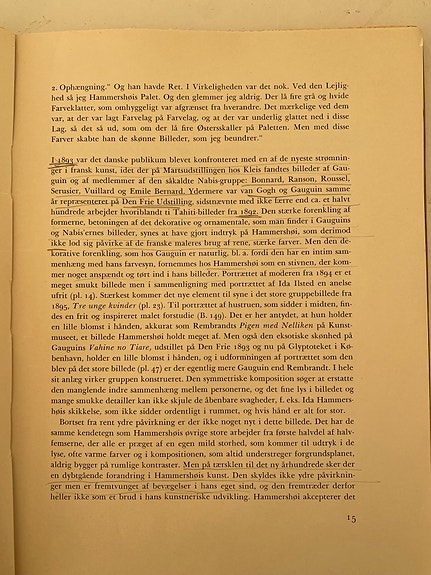 2. Ophængning." Og han havde Ret. I Virkeligheden var det nok. Ved den Lejlig-
hed så jeg Hammershøis Palet. Og den glemmer jeg aldrig. Der lå fire grå og hvide
Farveklatter, som omhyggeligt var afgrænset fra hverandre. Det mærkelige ved dem
var, at der var lagt Farvelag på Farvelag, og at der var underlig glattet ned i disse
Lag, så det så ud, som om der lå fire Østersskaller på Paletten. Men med disse
Farver skabte han de skønne Billeder, som jeg beundrer."
I 1893 var det danske publikum blevet konfronteret med en af de nyeste strømnin-
ger i fransk kunst, idet der på Martsudstillingen hos Kleis fandtes billeder af Gau-
guin og af medlemmer af den såkaldte Nabis-gruppe: Bonnard, Ranson, Roussel,
Serusier, Vuillard og Emile Bernard. Ydermere var van Gogh og Gauguin samme
år repræsenteret på Den Frie Udstilling, sidstnævnte med ikke færre end ca. et halvt
hundrede arbejder hvoriblandt ti Tahiti-billeder fra 1892. Den stærke forenkling af
formerne, betoningen af det dekorative og ornamentale, som man finder i Gauguins
og Nabis'ernes billeder, synes at have gjort indtryk på Hammershøi, som derimod
ikke lod sig påvirke af de franske maleres brug af rene, stærke farver. Men den de-
korative forenkling, som hos Gauguin er naturlig, bl. a. fordi den har en intim sam-
menhæng med hans farvesyn, fornemmes hos Hammershøi som en stivnen, der kom-
mer noget anspændt og tørt ind i hans billeder. Portrættet af moderen fra 1894 er et
meget smukt billede men i sammenligning med portrættet af Ida Ilsted en anelse
ufrit (pl. 14). Stærkest kommer det nye element til syne i det store gruppebillede fra
1895, Tre unge kvinder (pl. 23). Til portrættet af hustruen, som sidder i midten, fin-
des en frit og inspireret malet forstudie (B. 149). Det er her antydet, at hun holder
en lille blomst i hånden, akkurat som Rembrandts Pigen med Nelliken på Kunst-
museet, et billede Hammershøi holdt meget af. Men også den eksotiske skønhed på
Gauguins Vahine no Tiare, udstillet på Den Frie 1893 og nu på Glyptoteket i Kø-
benhavn, holder en lille blomst i hånden, og i udformningen af portrættet som den
blev på det store billede (pl. 47) er der egentlig mere Gauguin end Rembrandt. I hele
sit anlæg virker gruppen konstrueret. Den symmetriske komposition søger at erstatte
den manglende indre sammenhæng mellem personerne, og det fine lys i billedet og
mange smukke detailler kan ikke skjule de åbenbare svagheder, f. eks. Ida Hammers-
høis skikkelse, som ikke sidder ordentligt i rummet, og hvis hånd er alt for stor.
Bortset fra rent ydre påvirkning er der ikke noget nyt i dette billede. Det har de
samme kendetegn som Hammershøis øvrige store arbejder fra første halvdel af halv-
femserne, der alle er præget af en egen mild storhed, som kommer til udtryk i de
lyse, ofte varme farver og i kompositionen, som altid understreger forgrundsplanet,
aldrig bygger på rumlige kontraster. Men på tærsklen til det ny århundrede sker der
en dybtgående forandring i Hammershøis kunst. Den skyldes ikke ydre påvirknin-
ger men er fremtvunget af bevægelser i hans eget sind, og den fremtræder derfor
heller ikke som et brud i hans kunstneriske udvikling. Hammershøi akcepterer det
15